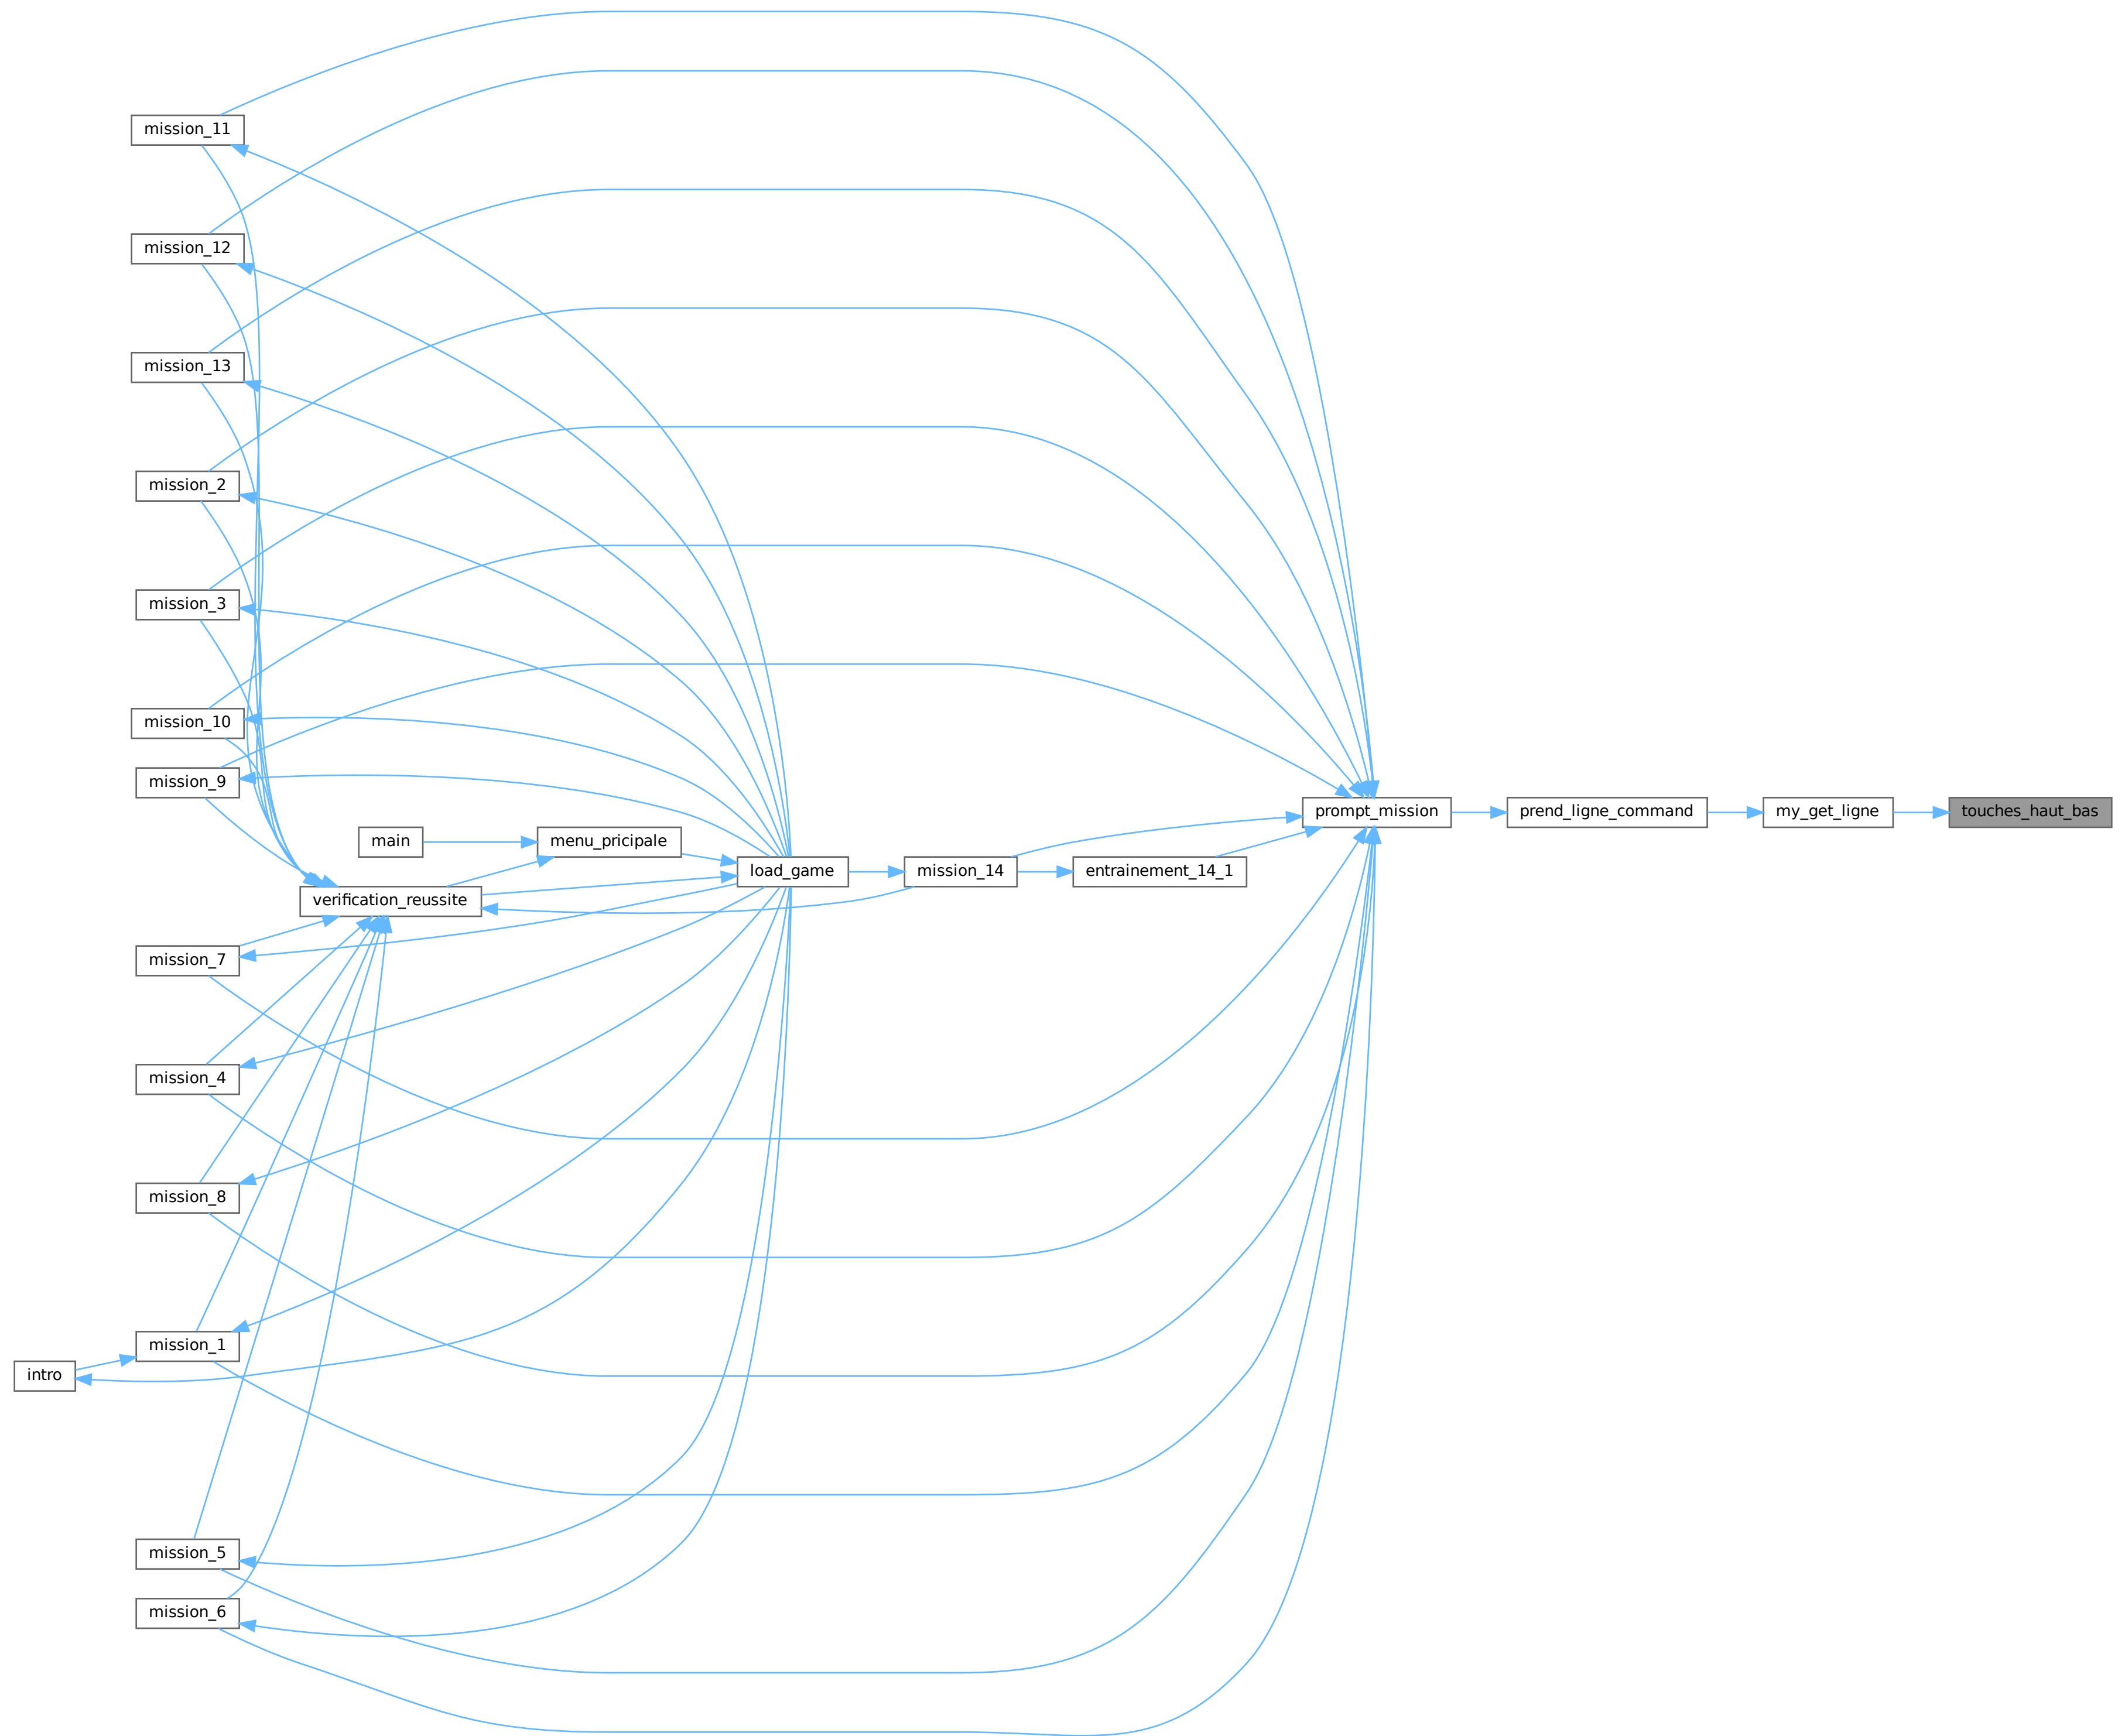 mission_11
mission_12
mission_13
mission_2
mission_3
mission_10
mission_9
prompt_mission
prend_ligne_command
my_get_ligne
touches_haut_bas
main
menu_pricipale
load_game
mission_14
entrainement_14_1
verification_reussite
mission_7
mission_4
mission_8
mission_1
intro
mission_5
mission_6